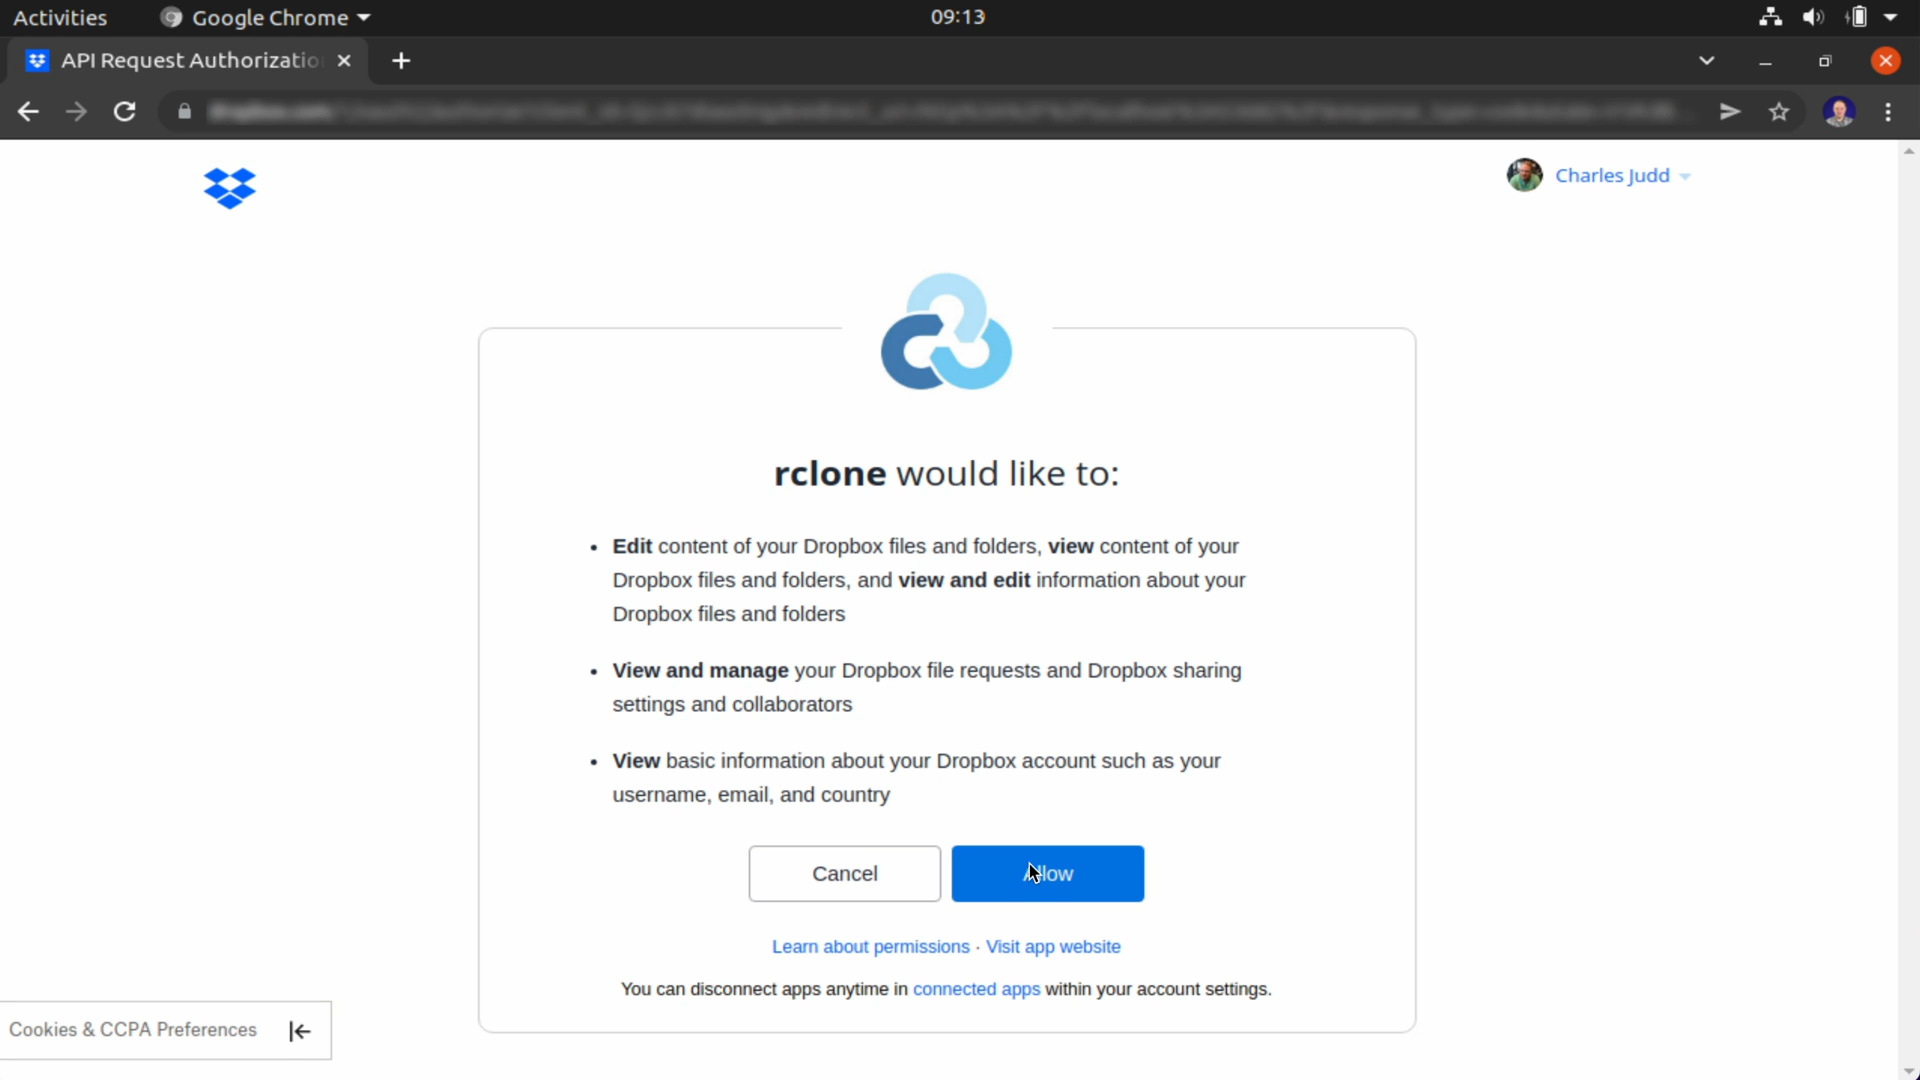 Activities
Google Chrome
09:13
API Request Authorizatio
dropbox.com
Charles Judd
rclone would like to:
• Edit content of your Dropbox files and folders, view content of your
Dropbox files and folders, and view and edit information about your
Dropbox files and folders
• View and manage your Dropbox file requests and Dropbox sharing
settings and collaborators
• View basic information about your Dropbox account such as your
username, email, and country
Cancel
Allow
Learn about permissions · Visit app website
You can disconnect apps anytime in connected apps within your account settings.
Cookies & CCPA Preferences